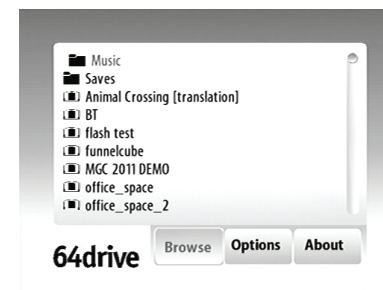 Music
Saves
Animal Crossing [translation]
BT
flash test
funnelcube
MGC 2011 DEMO
office_space
office_space_2
64drive
Browse
Options
About